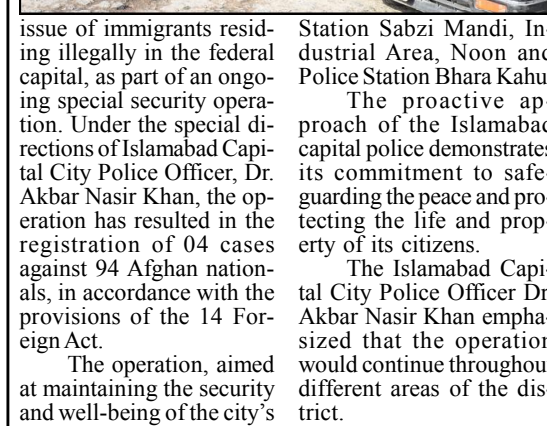 issue of immigrants resid-
ing illegally in the federal
capital, as part of an ongo-
ing special security opera-
tion. Under the special di-
rections of Islamabad Capi-
tal City Police Officer, Dr.
Akbar Nasir Khan, the op-
eration has resulted in the
registration of 04 cases
against 94 Afghan nation-
als, in accordance with the
provisions of the 14 For-
eign Act.
The operation, aimed
at maintaining the security
and well-being of the city's
Station Sabzi Mandi, In-
dustrial Area, Noon and
Police Station Bhara Kahu
The proactive ap-
proach of the Islamabad
capital police demonstrates
its commitment to safe-
guarding the peace and pro-
tecting the life and prop-
erty of its citizens.
The Islamabad Capi-
tal City Police Officer Dr
Akbar Nasir Khan empha-
sized that the operation
would continue throughout
different areas of the dis-
trict.